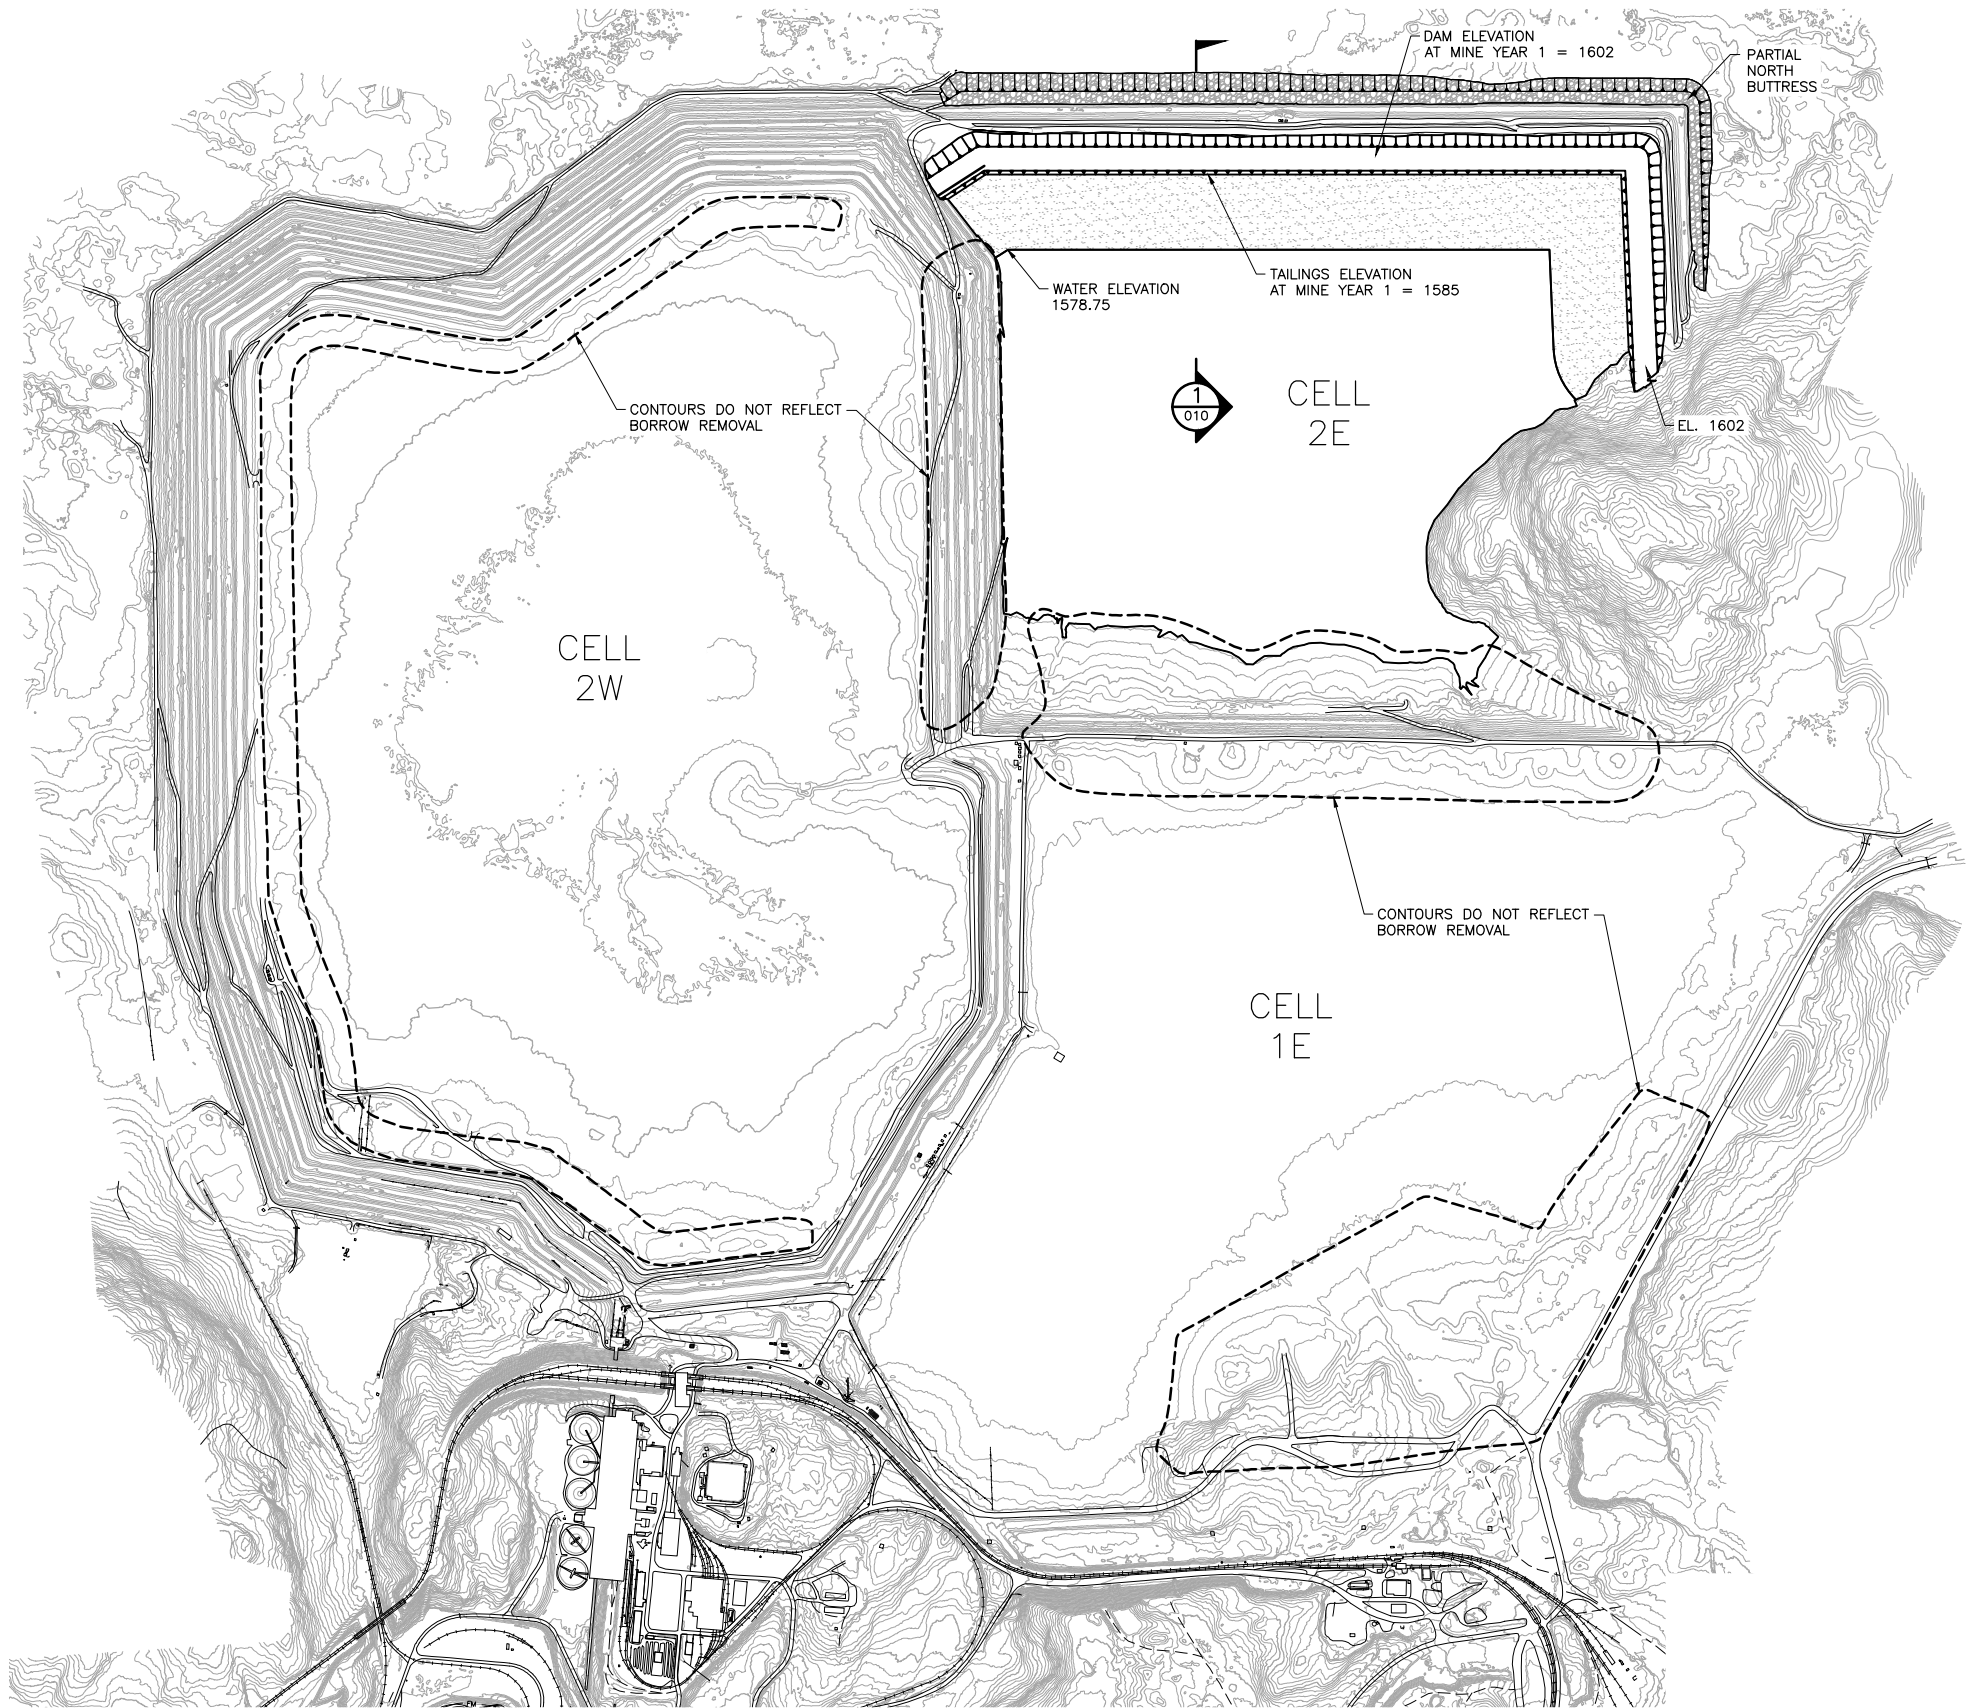 DAM ELEVATION
AT MINE YEAR 1 = 1602
PARTIAL
NORTH
BUTTRESS
WATER ELEVATION
1578.75
TAILINGS ELEVATION
AT MINE YEAR 1 = 1585
1
010
CELL
2E
CONTOURS DO NOT REFLECT
BORROW REMOVAL
EL. 1602
CELL
2W
CONTOURS DO NOT REFLECT
BORROW REMOVAL
CELL
1E